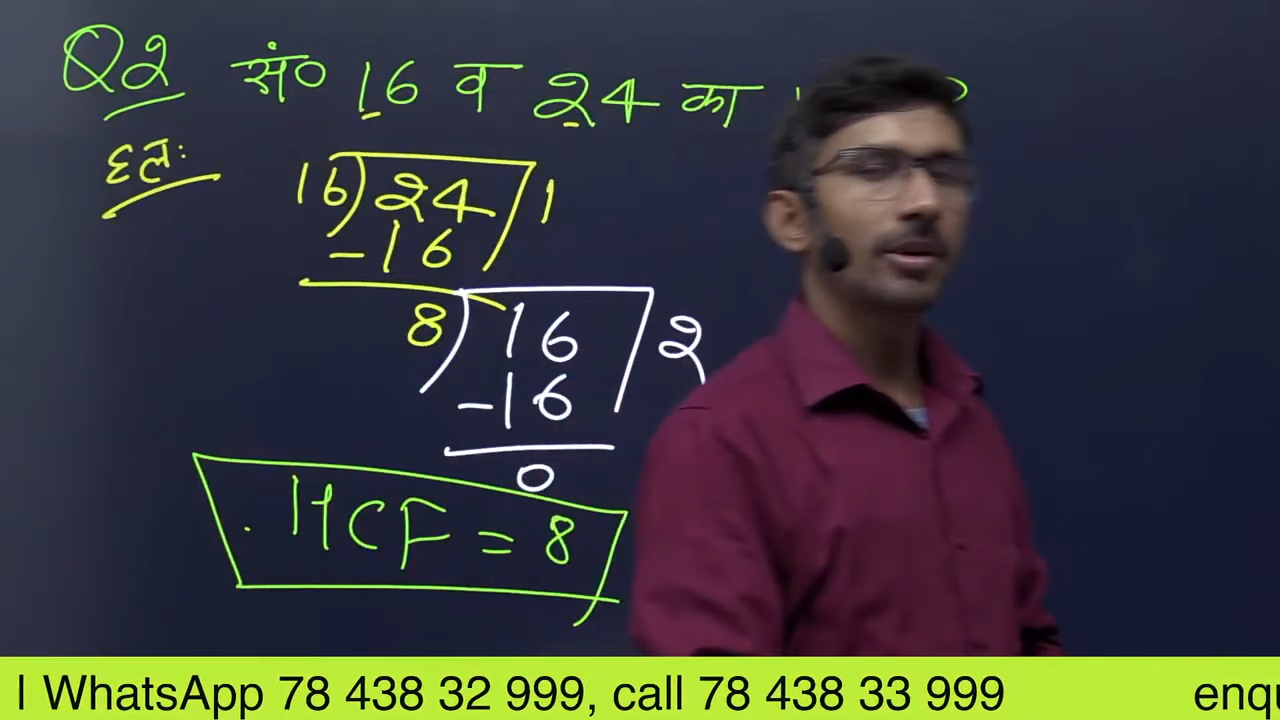 Q2 सं० 16 व 24 का
हल:
16) 24 / 1
-16
8) 16 / 2
-16
0
HCF = 8
l WhatsApp 78 438 32 999, call 78 438 33 999 enqu